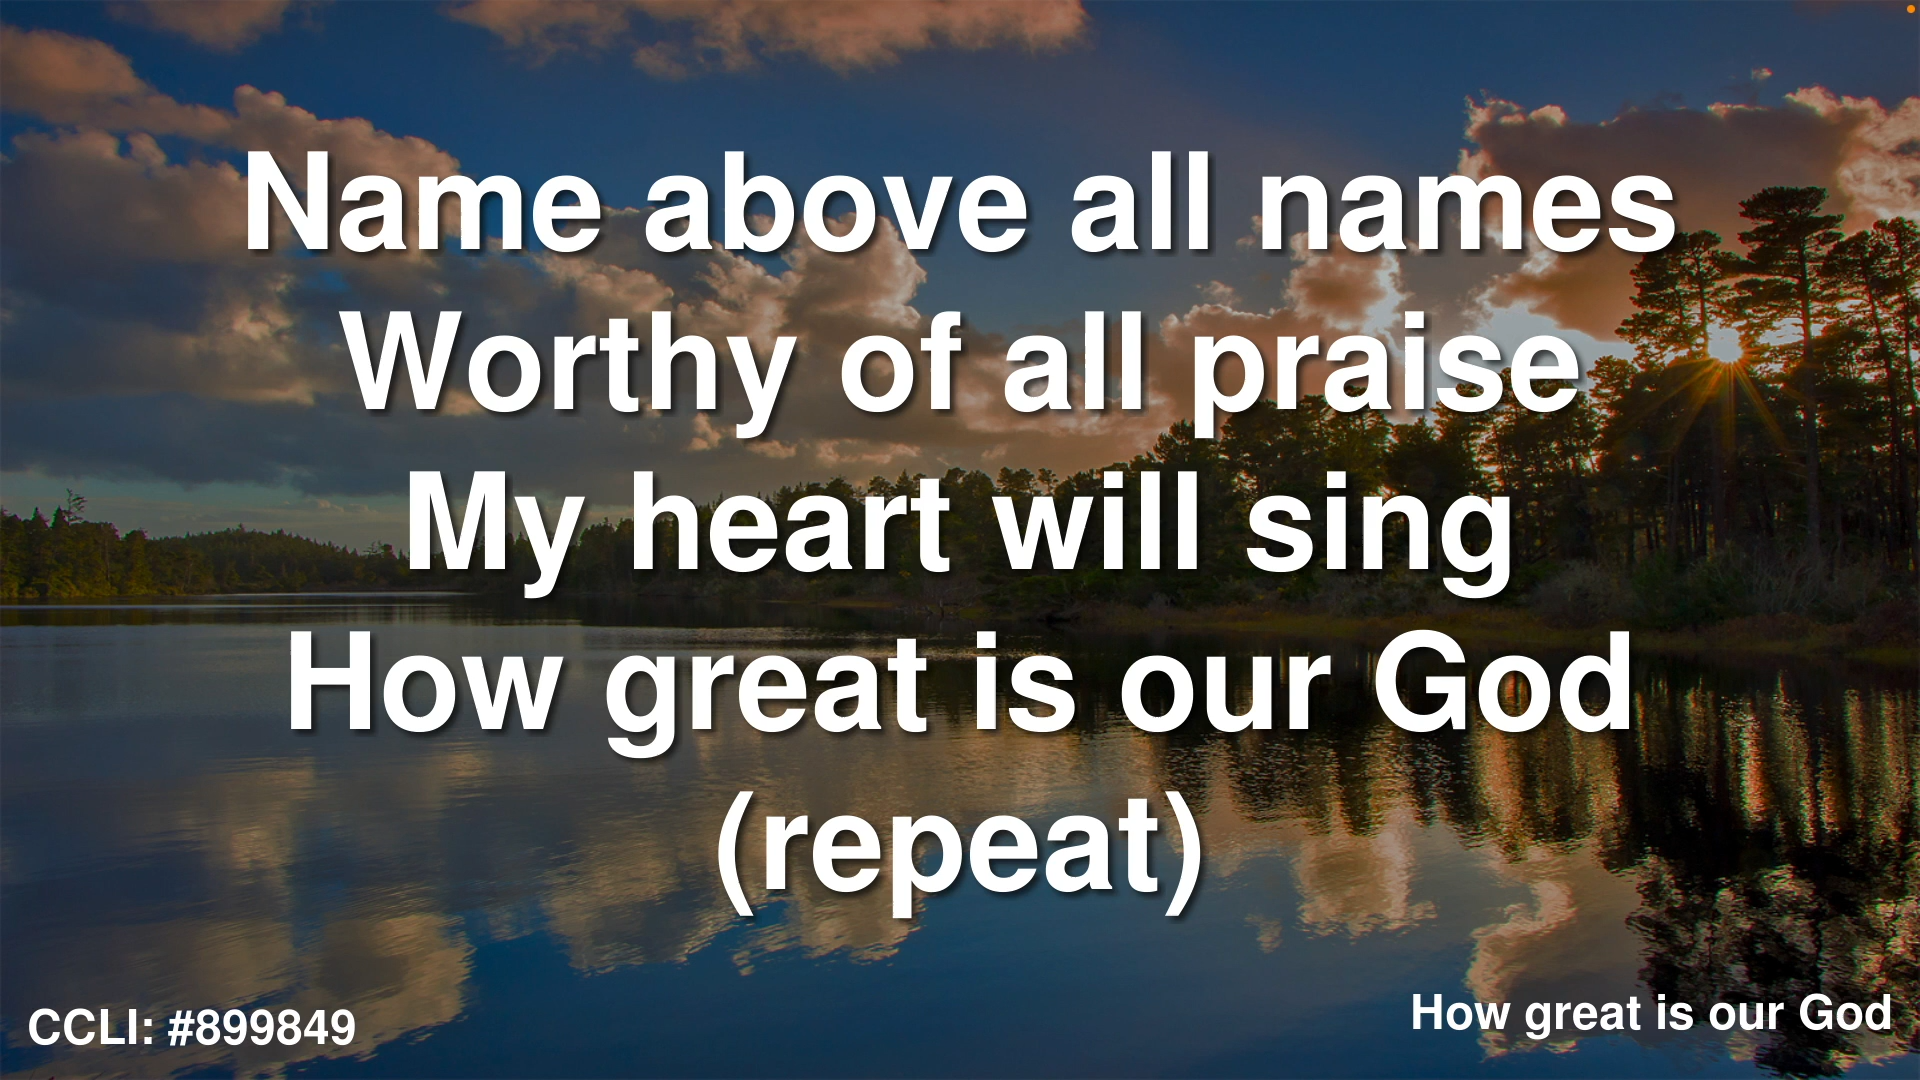 Name above all names
Worthy of all praise
My heart will sing
How great is our God
(repeat)
CCLI: #899849
How great is our God